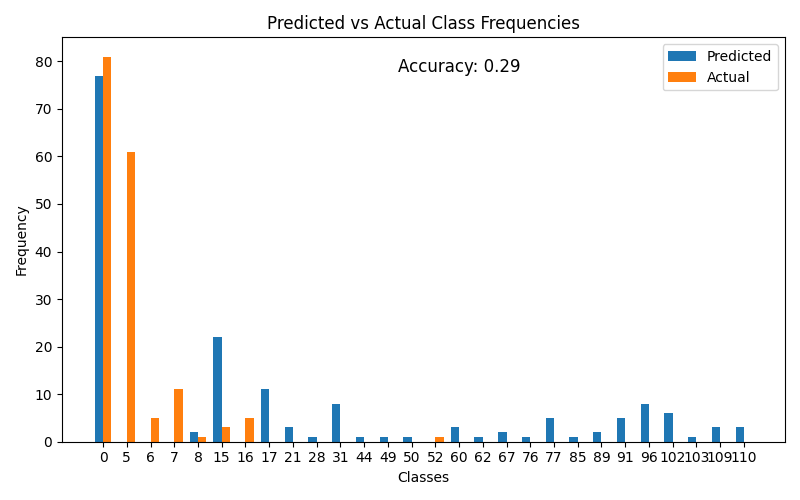 Predicted vs Actual Class Frequencies
Accuracy: 0.29
Predicted
Actual
Frequency
80
70
60
50
40
30
20
10
0
0 5 6 7 8 15 16 17 21 28 31 44 49 50 52 60 62 67 76 77 85 89 91 96 102 103 109 110
Classes